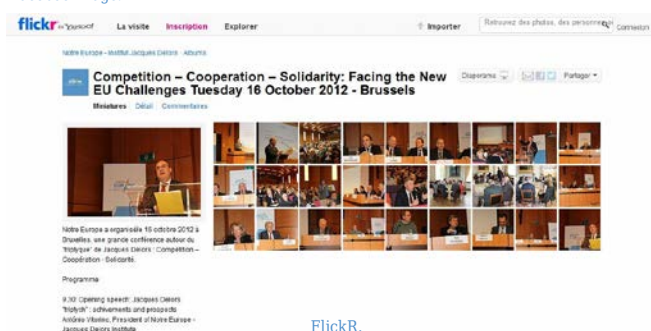 flickr from Yahoo! La visite Inscription Explorer Importer Retrouvez des photos, des personnes Connexion
Notre Europe - Institut Jacques Delors Albums
Competition – Cooperation – Solidarity: Facing the New
EU Challenges Tuesday 16 October 2012 - Brussels
Diaporama Partager
Miniatures Détail Commentaires
Notre Europe a organisé le 16 octobre 2012 à
Bruxelles, une grande conférence autour du
"triptyque" de Jacques Delors : Compétition –
Coopération - Solidarité.
Programma
9.30: Opening speech: Jacques Delors
"triptych" : achivements and prospects
António Vitorino, President of Notre Europe -
Jacques Delors Institute
FlickR.